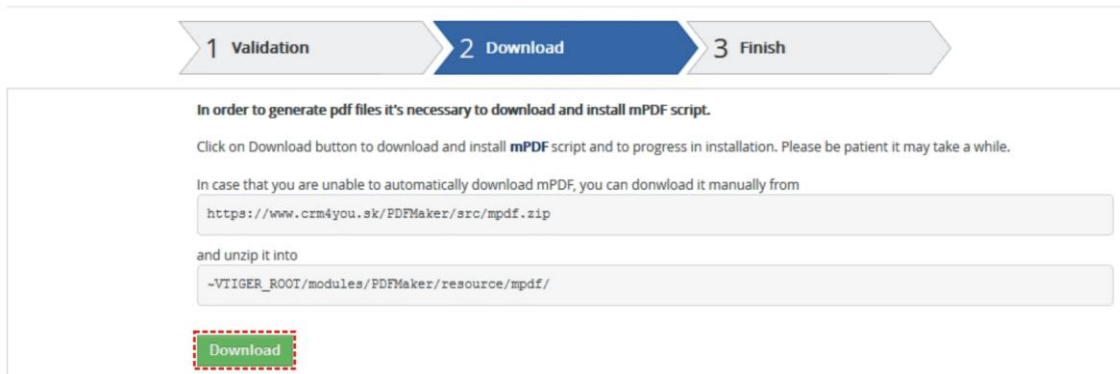 1 Validation
2 Download
3 Finish
In order to generate pdf files it's necessary to download and install mPDF script.
Click on Download button to download and install mPDF script and to progress in installation. Please be patient it may take a while.
In case that you are unable to automatically download mPDF, you can donwload it manually from
https://www.crm4you.sk/PDFMaker/src/mpdf.zip
and unzip it into
~VTIGER_ROOT/modules/PDFMaker/resource/mpdf/
Download